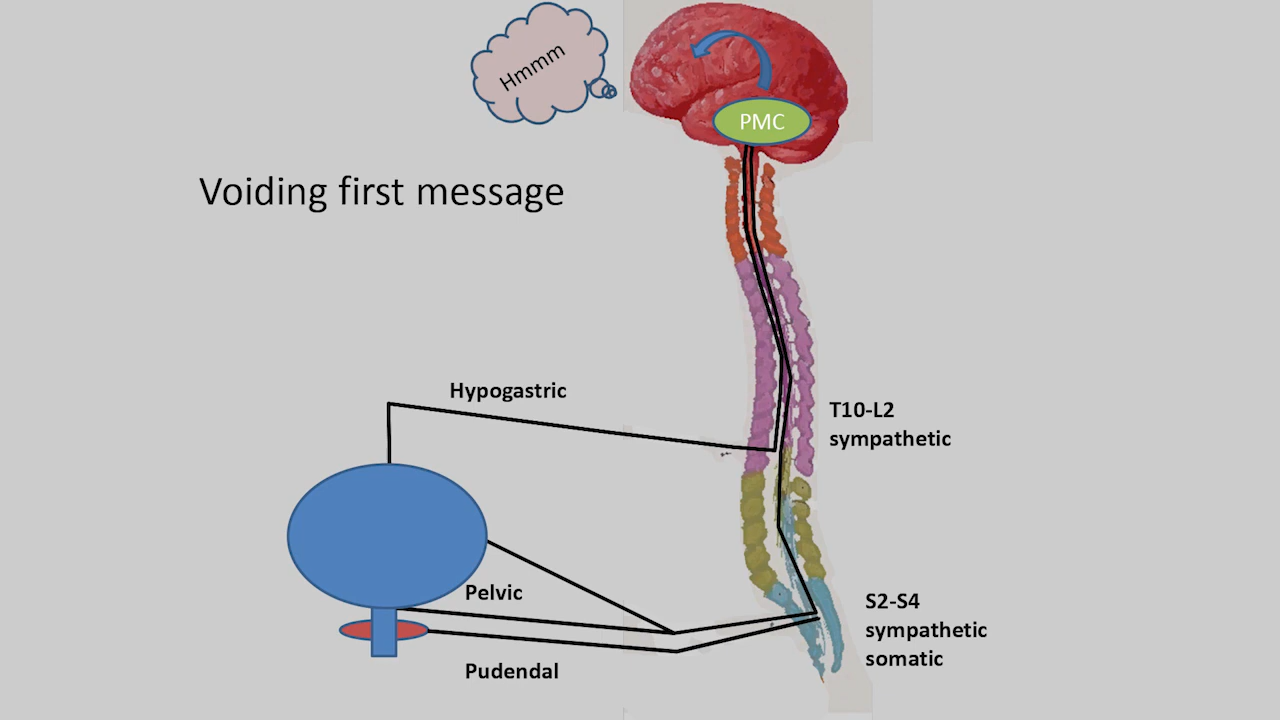 Hmmm
PMC
Voiding first message
Hypogastric
T10-L2
sympathetic
Pelvic
S2-S4
sympathetic
somatic
Pudendal